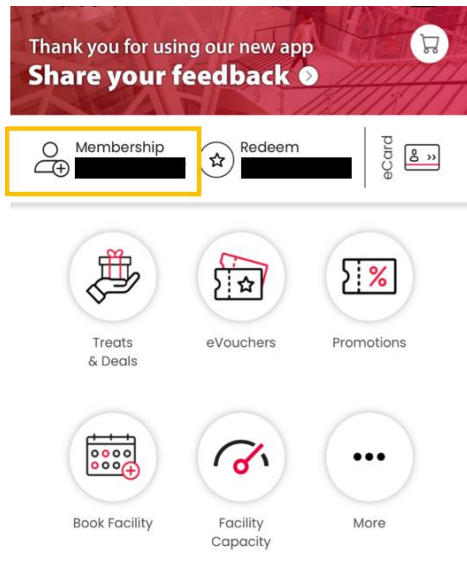 Thank you for using our new app
Share your feedback
Membership
Redeem
eCard
Treats
& Deals
eVouchers
Promotions
Book Facility
Facility
Capacity
More